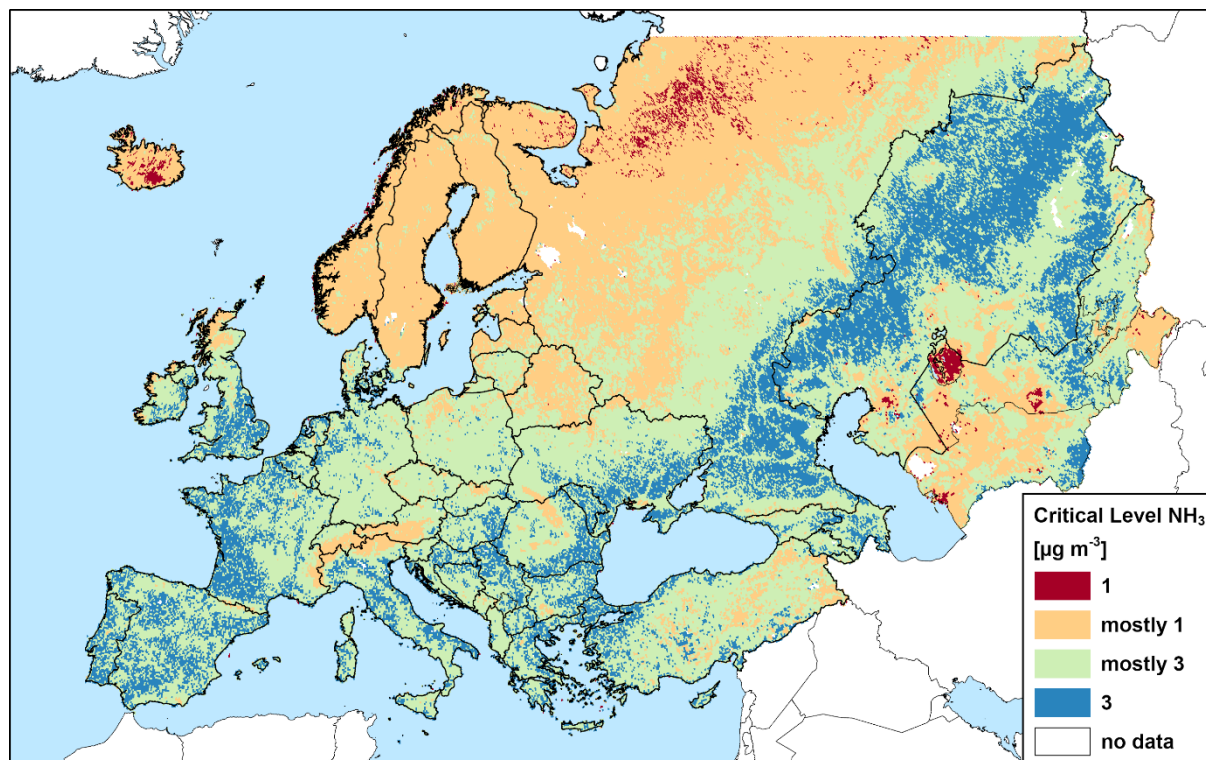 Critical Level NH₃
[µg m⁻³]
1
mostly 1
mostly 3
3
no data